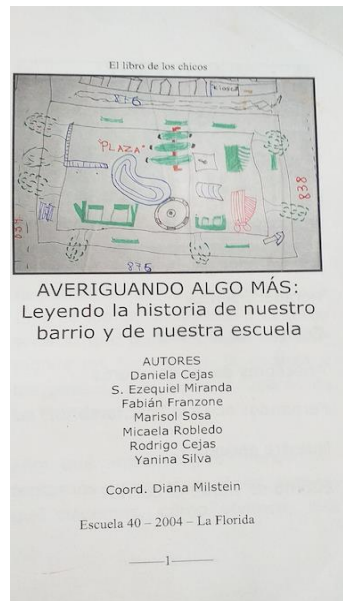 El libro de los chicos
Kiosco
876
"PLAZA"
838
834
875
AVERIGUANDO ALGO MÁS:
Leyendo la historia de nuestro
barrio y de nuestra escuela
AUTORES
Daniela Cejas
S. Ezequiel Miranda
Fabián Franzone
Marisol Sosa
Micaela Robledo
Rodrigo Cejas
Yanina Silva
Coord. Diana Milstein
Escuela 40 – 2004 – La Florida
1